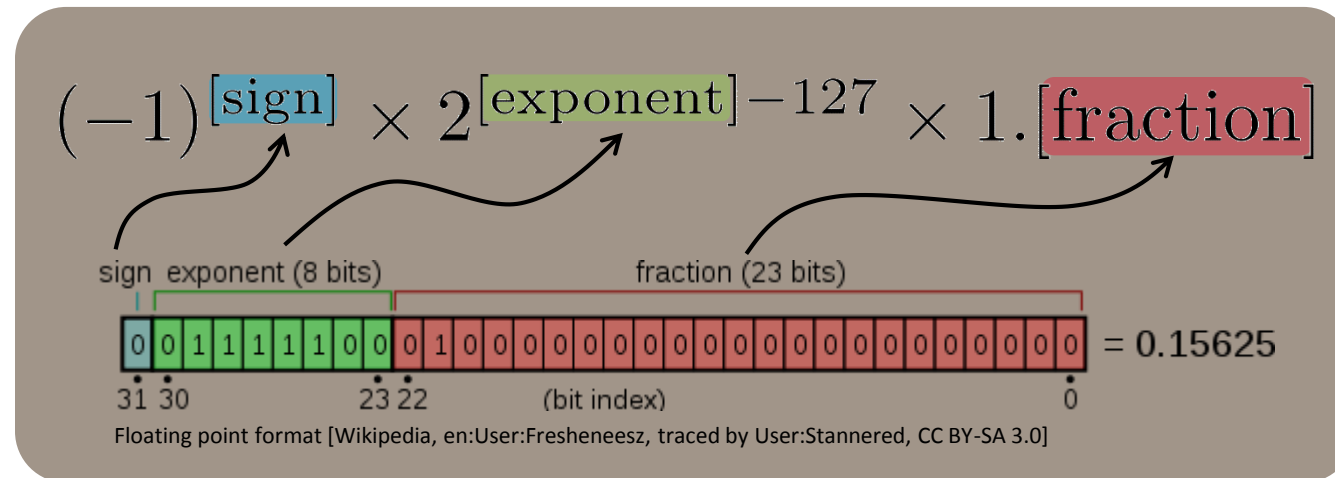 (−1)^[sign] × 2^[exponent]−127 × 1.[fraction]
sign exponent (8 bits) fraction (23 bits)
0 0 1 1 1 1 1 0 0 0 1 0 0 0 0 0 0 0 0 0 0 0 0 0 0 0 0 0 0 0 0 0 = 0.15625
31 30 23 22 (bit index) 0
Floating point format [Wikipedia, en:User:Fresheneesz, traced by User:Stannered, CC BY-SA 3.0]